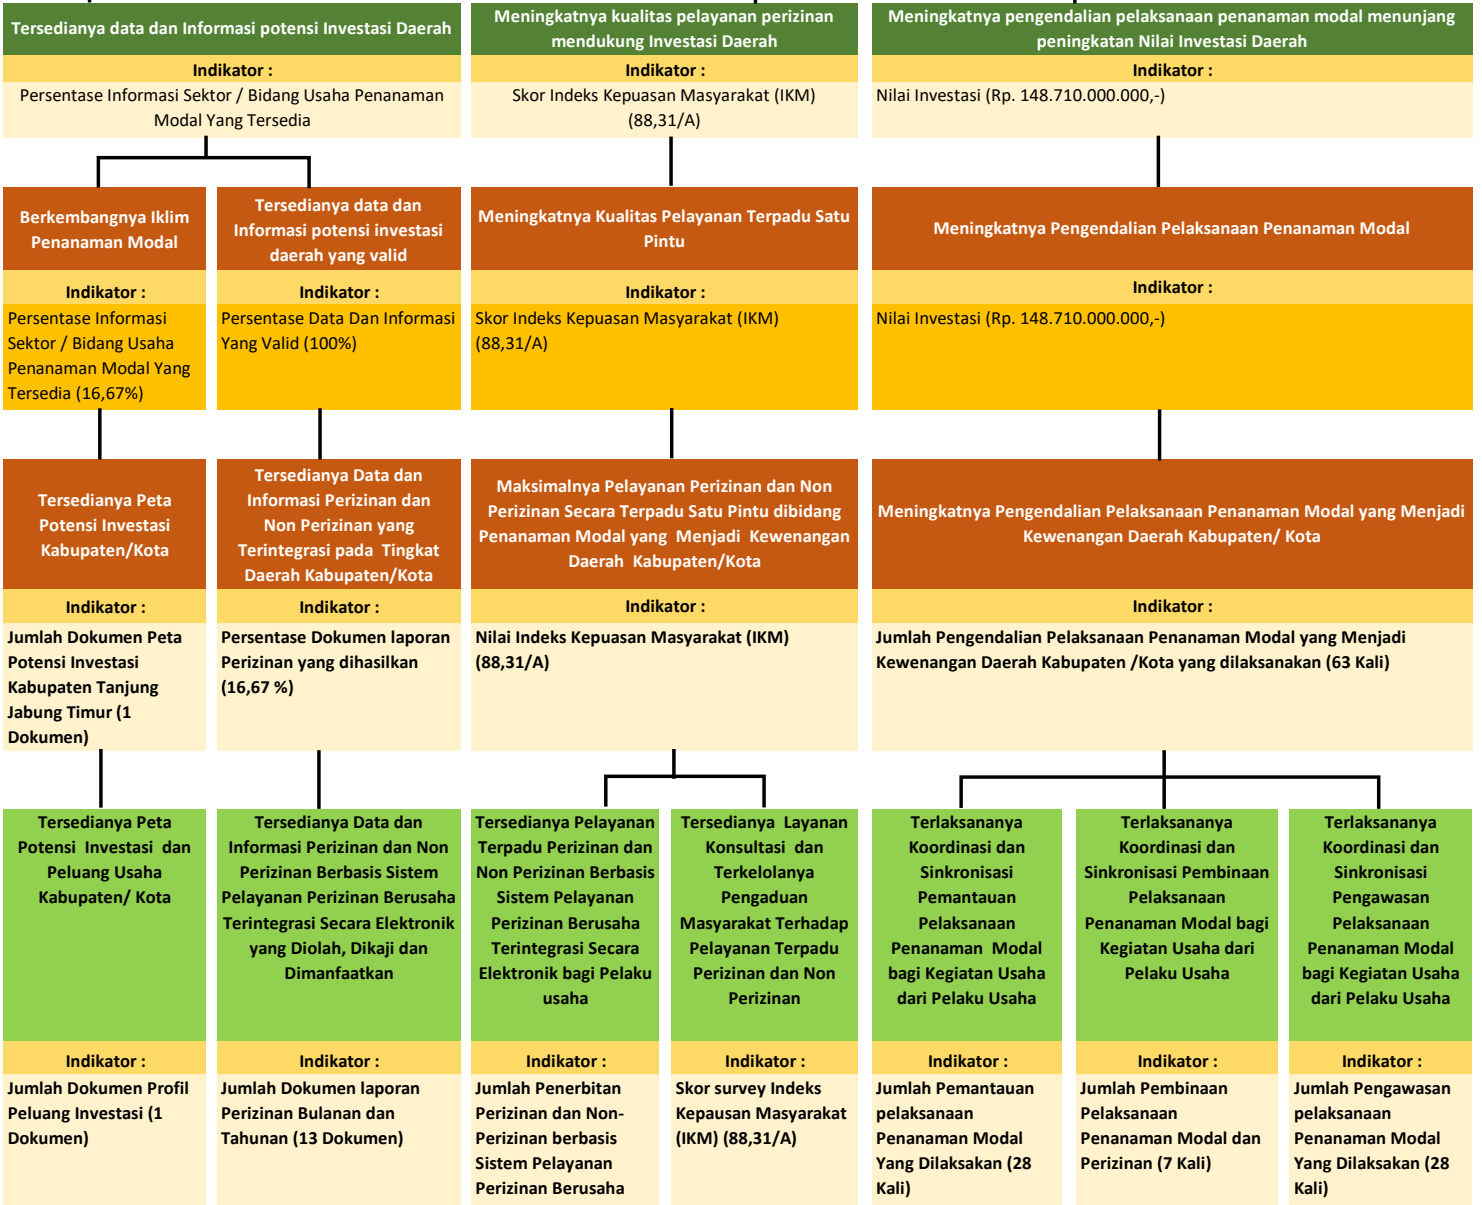 Tersedianya data dan Informasi potensi Investasi Daerah
Indikator :
Persentase Informasi Sektor / Bidang Usaha Penanaman
Modal Yang Tersedia
Meningkatnya kualitas pelayanan perizinan
mendukung Investasi Daerah
Indikator :
Skor Indeks Kepuasan Masyarakat (IKM)
(88,31/A)
Meningkatnya pengendalian pelaksanaan penanaman modal menunjang
peningkatan Nilai Investasi Daerah
Indikator :
Nilai Investasi (Rp. 148.710.000.000,-)
Berkembangnya Iklim
Penanaman Modal
Indikator :
Persentase Informasi
Sektor / Bidang Usaha
Penanaman Modal Yang
Tersedia (16,67%)
Tersedianya data dan
Informasi potensi investasi
daerah yang valid
Indikator :
Persentase Data Dan Informasi
Yang Valid (100%)
Meningkatnya Kualitas Pelayanan Terpadu Satu
Pintu
Indikator :
Skor Indeks Kepuasan Masyarakat (IKM)
(88,31/A)
Meningkatnya Pengendalian Pelaksanaan Penanaman Modal
Indikator :
Nilai Investasi (Rp. 148.710.000.000,-)
Tersedianya Peta
Potensi Investasi
Kabupaten/Kota
Indikator :
Jumlah Dokumen Peta
Potensi Investasi
Kabupaten Tanjung
Jabung Timur (1
Dokumen)
Tersedianya Data dan
Informasi Perizinan dan
Non Perizinan yang
Terintegrasi pada  Tingkat
Daerah Kabupaten/Kota
Indikator :
Persentase Dokumen laporan
Perizinan yang dihasilkan
(16,67 %)
Maksimalnya Pelayanan Perizinan dan Non
Perizinan Secara Terpadu Satu Pintu dibidang
Penanaman Modal yang  Menjadi  Kewenangan
Daerah  Kabupaten/Kota
Indikator :
Nilai Indeks Kepuasan Masyarakat (IKM)
(88,31/A)
Meningkatnya Pengendalian Pelaksanaan Penanaman Modal yang Menjadi
Kewenangan Daerah Kabupaten/ Kota
Indikator :
Jumlah Pengendalian Pelaksanaan Penanaman Modal yang Menjadi
Kewenangan Daerah Kabupaten /Kota yang dilaksanakan (63 Kali)
Tersedianya Peta
Potensi  Investasi  dan
Peluang Usaha
Kabupaten/ Kota
Indikator :
Jumlah Dokumen Profil
Peluang Investasi (1
Dokumen)
Tersedianya Data dan
Informasi Perizinan dan Non
Perizinan Berbasis Sistem
Pelayanan Perizinan Berusaha
Terintegrasi Secara Elektronik
yang Diolah, Dikaji dan
Dimanfaatkan
Indikator :
Jumlah Dokumen laporan
Perizinan Bulanan dan
Tahunan (13 Dokumen)
Tersedianya Pelayanan
Terpadu Perizinan dan
Non Perizinan Berbasis
Sistem Pelayanan
Perizinan Berusaha
Terintegrasi Secara
Elektronik bagi Pelaku
usaha
Indikator :
Jumlah Penerbitan
Perizinan dan Non-
Perizinan berbasis
Sistem Pelayanan
Perizinan Berusaha
Tersedianya  Layanan
Konsultasi  dan
Terkelolanya
Pengaduan
Masyarakat Terhadap
Pelayanan Terpadu
Perizinan dan Non
Perizinan
Indikator :
Skor survey Indeks
Kepausan Masyarakat
(IKM) (88,31/A)
Terlaksananya
Koordinasi dan
Sinkronisasi
Pemantauan
Pelaksanaan
Penanaman  Modal
bagi Kegiatan Usaha
dari Pelaku Usaha
Indikator :
Jumlah Pemantauan
pelaksanaan
Penanaman Modal
Yang Dilaksakan (28
Kali)
Terlaksananya
Koordinasi dan
Sinkronisasi Pembinaan
Pelaksanaan
Penanaman Modal bagi
Kegiatan Usaha dari
Pelaku Usaha
Indikator :
Jumlah Pembinaan
Pelaksanaan
Penanaman Modal dan
Perizinan (7 Kali)
Terlaksananya
Koordinasi dan
Sinkronisasi
Pengawasan
Pelaksanaan
Penanaman Modal
bagi Kegiatan Usaha
dari Pelaku Usaha
Indikator :
Jumlah Pengawasan
pelaksanaan
Penanaman Modal
Yang Dilaksakan (28
Kali)